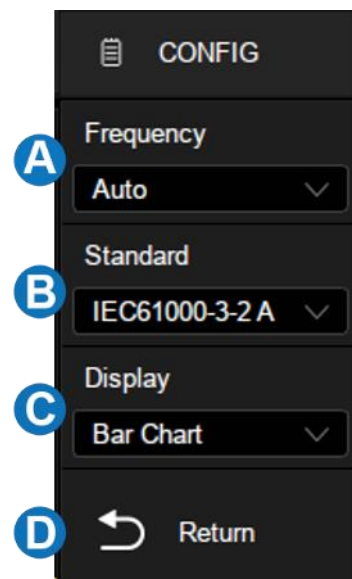 CONFIG
Frequency
A
Auto
Standard
B
IEC61000-3-2 A
Display
C
Bar Chart
D
Return